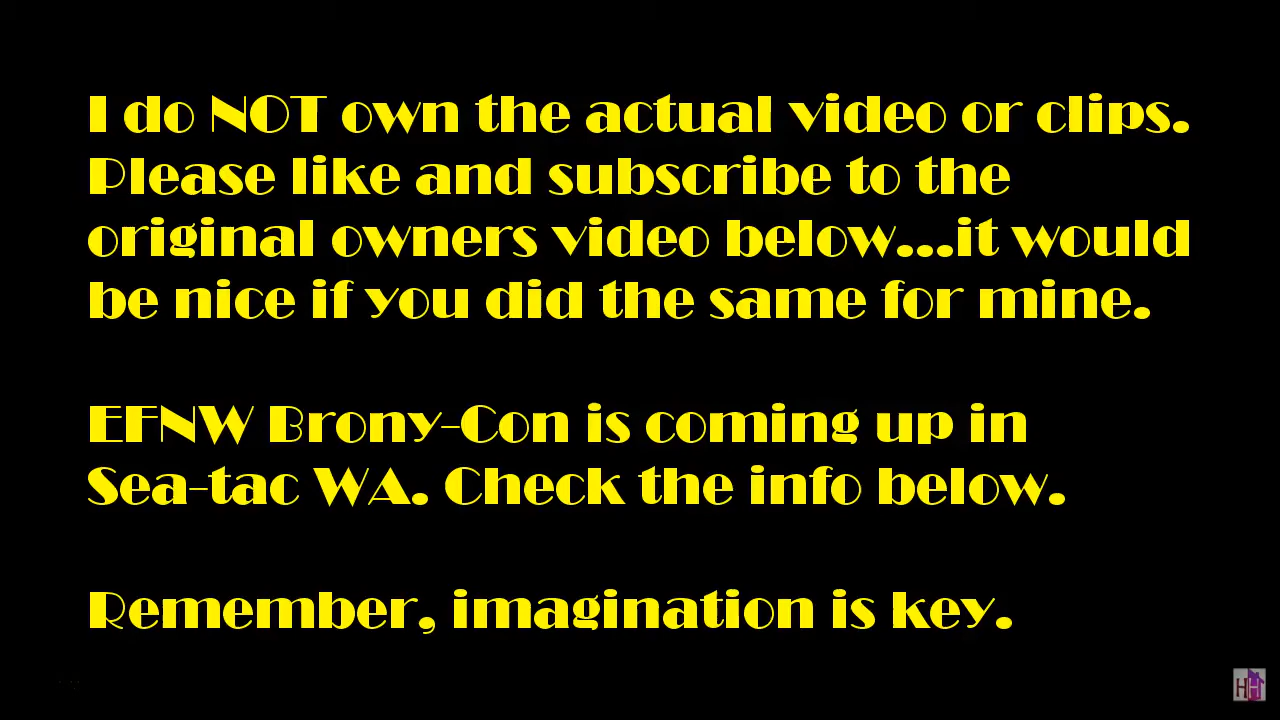 I do NOT own the actual video or clips.
Please like and subscribe to the
original owners video below...it would
be nice if you did the same for mine.
EFNW Brony-Con is coming up in
Sea-tac WA. Check the info below.
Remember, imagination is key.
HH